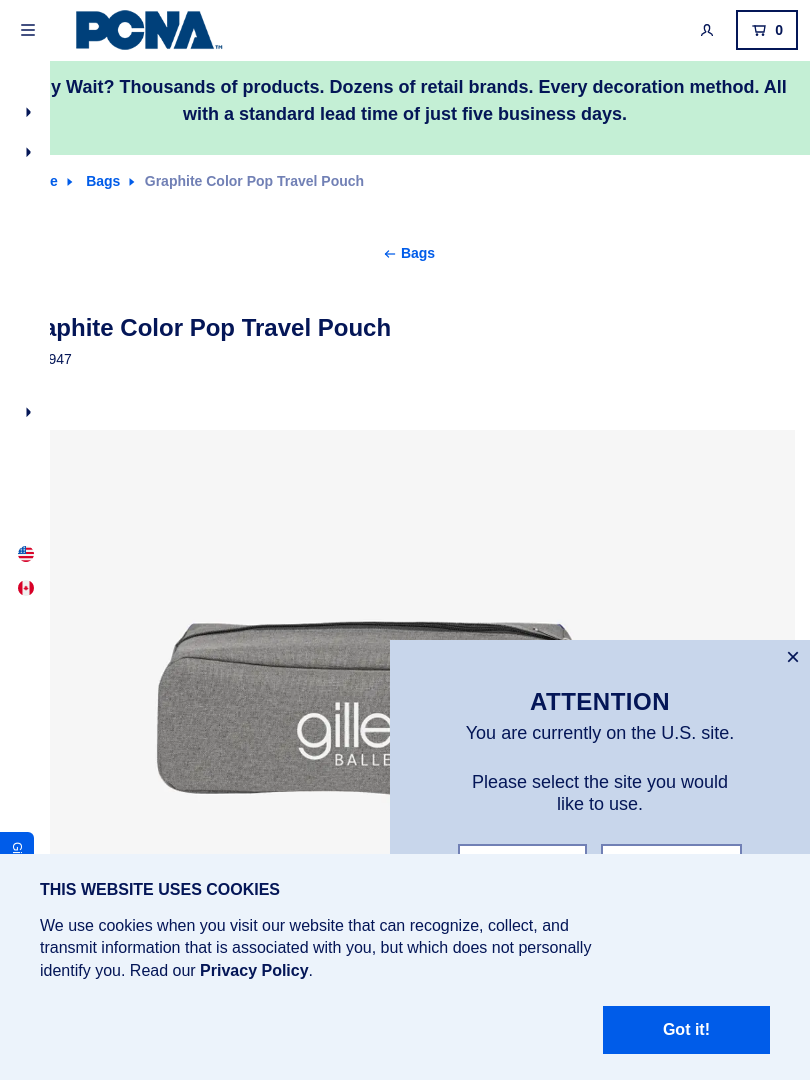 PCNA
0
y Wait? Thousands of products. Dozens of retail brands. Every decoration method. All
with a standard lead time of just five business days.
e Bags Graphite Color Pop Travel Pouch
Bags
aphite Color Pop Travel Pouch
947
gille
BALLE
ATTENTION
You are currently on the U.S. site.
Please select the site you would
like to use.
Gi
THIS WEBSITE USES COOKIES
We use cookies when you visit our website that can recognize, collect, and
transmit information that is associated with you, but which does not personally
identify you. Read our Privacy Policy.
Got it!